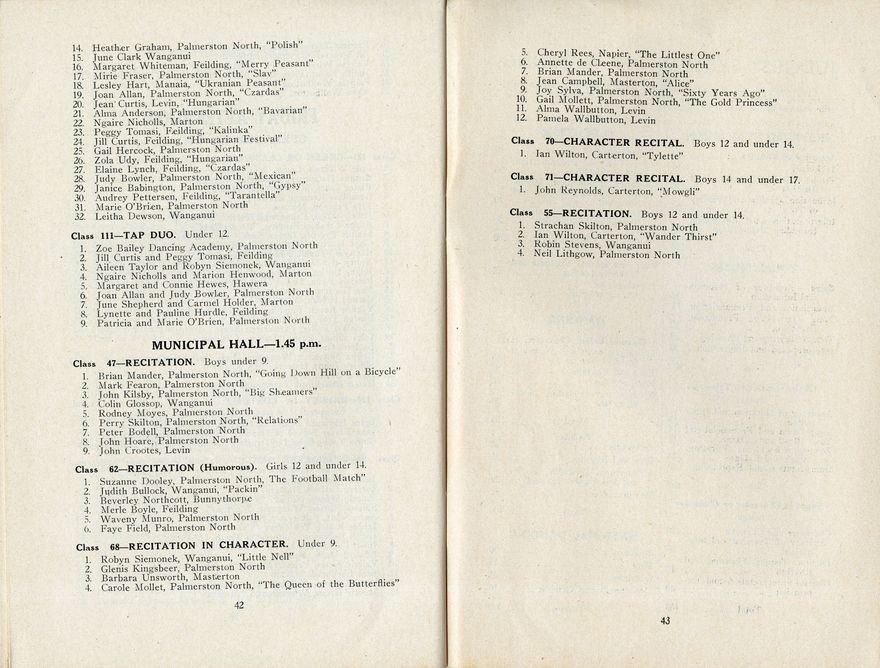 14. Heather Graham, Palmerston North, "Polish"
15. June Clark Wanganui
16. Margaret Whiteman, Feilding, "Merry Peasant"
17. Mirie Fraser, Palmerston North, "Slav"
18. Lesley Hart, Manaia, "Ukranian Peasant"
19. Joan Allan, Palmerston North, "Czardas"
20. Jean Curtis, Levin, "Hungarian"
21. Alma Anderson, Palmerston North, "Bavarian"
22. Ngaire Nicholls, Marton
23. Peggy Tomasi, Feilding, "Kalinka"
24. Jill Curtis, Feilding, "Hungarian Festival"
25. Gail Hercock, Palmerston North
26. Zola Udy, Feilding, "Hungarian"
27. Elaine Lynch, Feilding, "Czardas"
28. Judy Bowler, Palmerston North, "Mexican"
29. Janice Babington, Palmerston North, "Gypsy"
30. Audrey Pettersen, Feilding, "Tarantella"
31. Marie O'Brien, Palmerston North
32. Leitha Dewson, Wanganui
Class 111—TAP DUO. Under 12.
1. Zoe Bailey Dancing Academy, Palmerston North
2. Jill Curtis and Peggy Tomasi, Feilding
3. Aileen Taylor and Robyn Siemonek, Wanganui
4. Ngaire Nicholls and Marion Henwood, Marton
5. Margaret and Connie Hewes, Hawera
6. Joan Allan and Judy Bowler, Palmerston North
7. June Shepherd and Carmel Holder, Marton
8. Lynette and Pauline Hurdle, Feilding
9. Patricia and Marie O'Brien, Palmerston North
MUNICIPAL HALL—1.45 p.m.
Class 47—RECITATION. Boys under 9.
1. Brian Mander, Palmerston North, "Going Down Hill on a Bicycle"
2. Mark Fearon, Palmerston North
3. John Kilsby, Palmerston North, "Big Steamers"
4. Colin Glossop, Wanganui
5. Rodney Moyes, Palmerston North
6. Perry Skilton, Palmerston North, "Relations"
7. Peter Bodell, Palmerston North
8. John Hoare, Palmerston North
9. John Crootes, Levin
Class 62—RECITATION (Humorous). Girls 12 and under 14.
1. Suzanne Dooley, Palmerston North, The Football Match"
2. Judith Bullock, Wanganui, "Packin"
3. Beverley Northcott, Bunnythorpe
4. Merle Boyle, Feilding
5. Waveny Munro, Palmerston North
6. Faye Field, Palmerston North
Class 68—RECITATION IN CHARACTER. Under 9.
1. Robyn Siemonek, Wanganui, "Little Nell"
2. Glenis Kingsbeer, Palmerston North
3. Barbara Unsworth, Masterton
4. Carole Mollet, Palmerston North, "The Queen of the Butterflies"
42
5. Cheryl Rees, Napier, "The Littlest One"
6. Annette de Cleene, Palmerston North
7. Brian Mander, Palmerston North
8. Jean Campbell, Masterton, "Alice"
9. Joy Sylva, Palmerston North, "Sixty Years Ago"
10. Gail Mollett, Palmerston North, "The Gold Princess"
11. Alma Wallbutton, Levin
12. Pamela Wallbutton, Levin
Class 70—CHARACTER RECITAL. Boys 12 and under 14.
1. Ian Wilton, Carterton, "Tylette"
Class 71—CHARACTER RECITAL. Boys 14 and under 17.
1. John Reynolds, Carterton, "Mowgli"
Class 55—RECITATION. Boys 12 and under 14.
1. Strachan Skilton, Palmerston North
2. Ian Wilton, Carterton, "Wander Thirst"
3. Robin Stevens, Wanganui
4. Neil Lithgow, Palmerston North
43